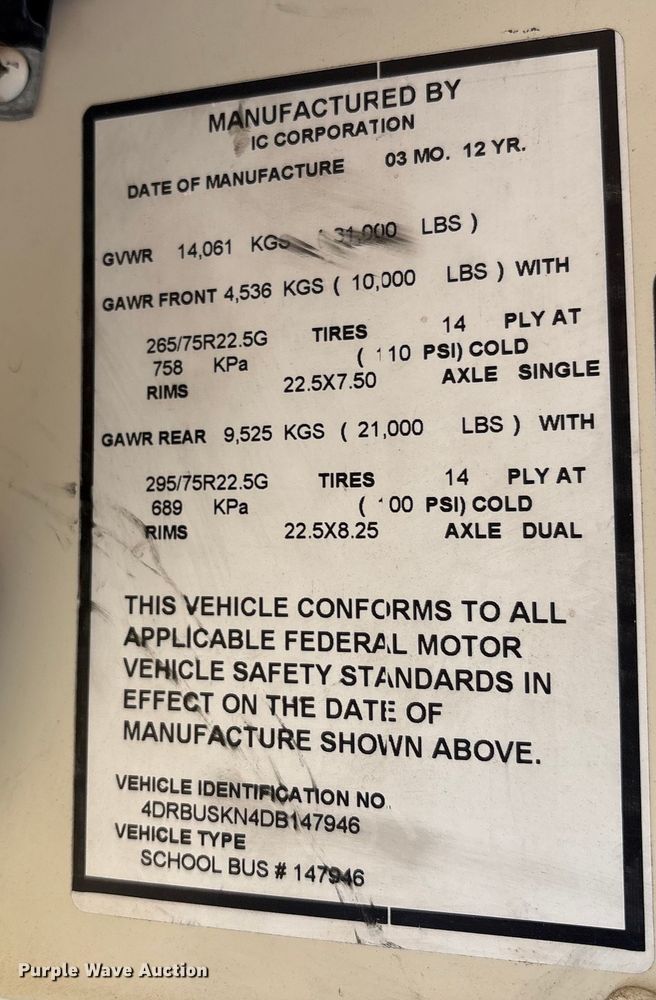 MANUFACTURED BY
IC CORPORATION
DATE OF MANUFACTURE 03 MO. 12 YR.
GVWR 14,061 KGS ( 31,000 LBS )
GAWR FRONT 4,536 KGS ( 10,000 LBS ) WITH
265/75R22.5G TIRES 14 PLY AT
758 KPa ( 110 PSI) COLD
RIMS 22.5X7.50 AXLE SINGLE
GAWR REAR 9,525 KGS ( 21,000 LBS ) WITH
295/75R22.5G TIRES 14 PLY AT
689 KPa ( 100 PSI) COLD
RIMS 22.5X8.25 AXLE DUAL
THIS VEHICLE CONFORMS TO ALL
APPLICABLE FEDERAL MOTOR
VEHICLE SAFETY STANDARDS IN
EFFECT ON THE DATE OF
MANUFACTURE SHOWN ABOVE.
VEHICLE IDENTIFICATION NO.
4DRBUSKN4DB147946
VEHICLE TYPE
SCHOOL BUS # 147946
Purple Wave Auction